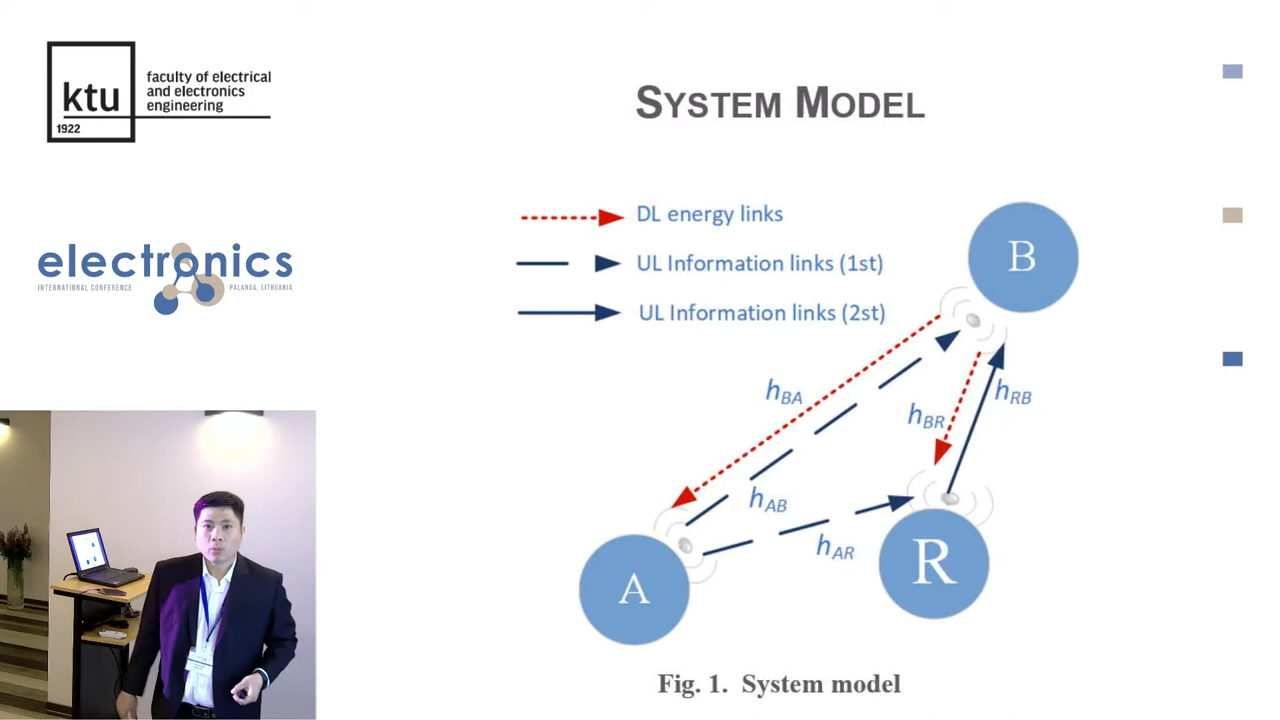 ktu
1922
faculty of electrical
and electronics
engineering
SYSTEM MODEL
electronics
INTERNATIONAL CONFERENCE
PALANGA, LITHUANIA
DL energy links
UL Information links (1st)
UL Information links (2st)
B
hBA
hBR
hRB
hAB
hAR
A
R
Fig. 1. System model